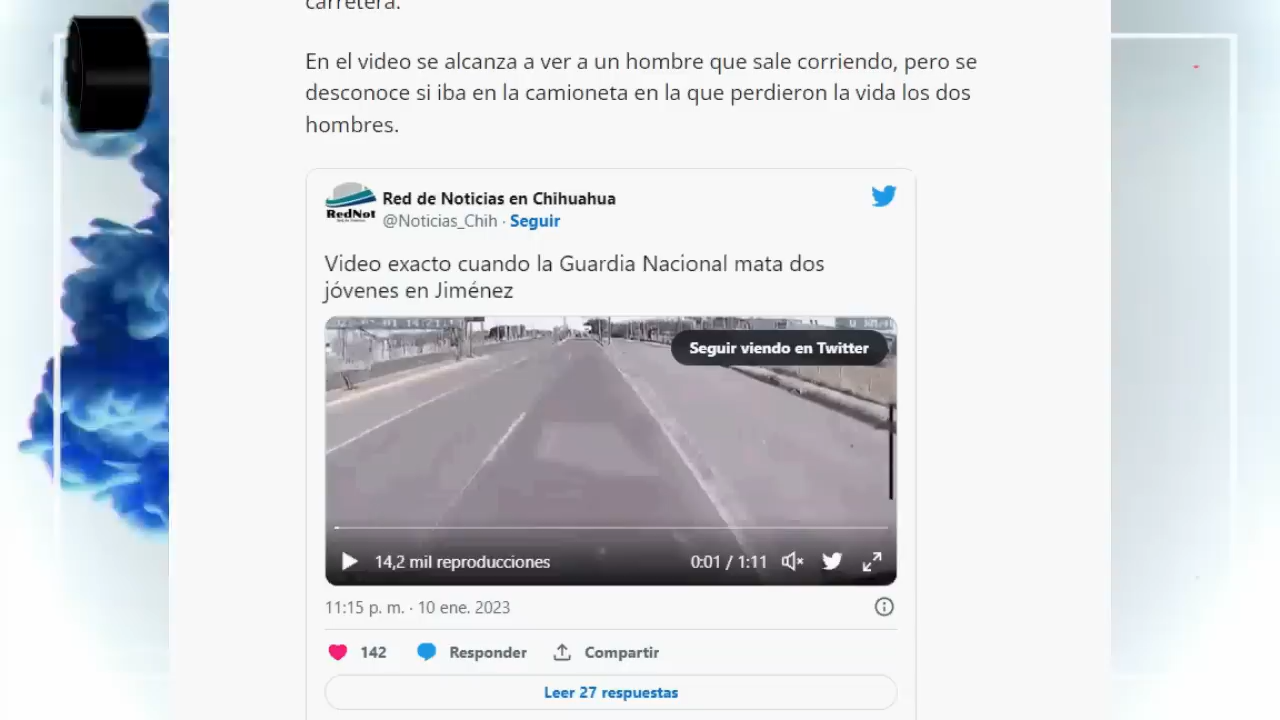 carretera.
En el video se alcanza a ver a un hombre que sale corriendo, pero se
desconoce si iba en la camioneta en la que perdieron la vida los dos
hombres.
RedNot
Red de Noticias en Chihuahua
@Noticias_Chih · Seguir
Video exacto cuando la Guardia Nacional mata dos
jóvenes en Jiménez
Seguir viendo en Twitter
14,2 mil reproducciones
0:01 / 1:11
11:15 p. m. · 10 ene. 2023
142
Responder
Compartir
Leer 27 respuestas